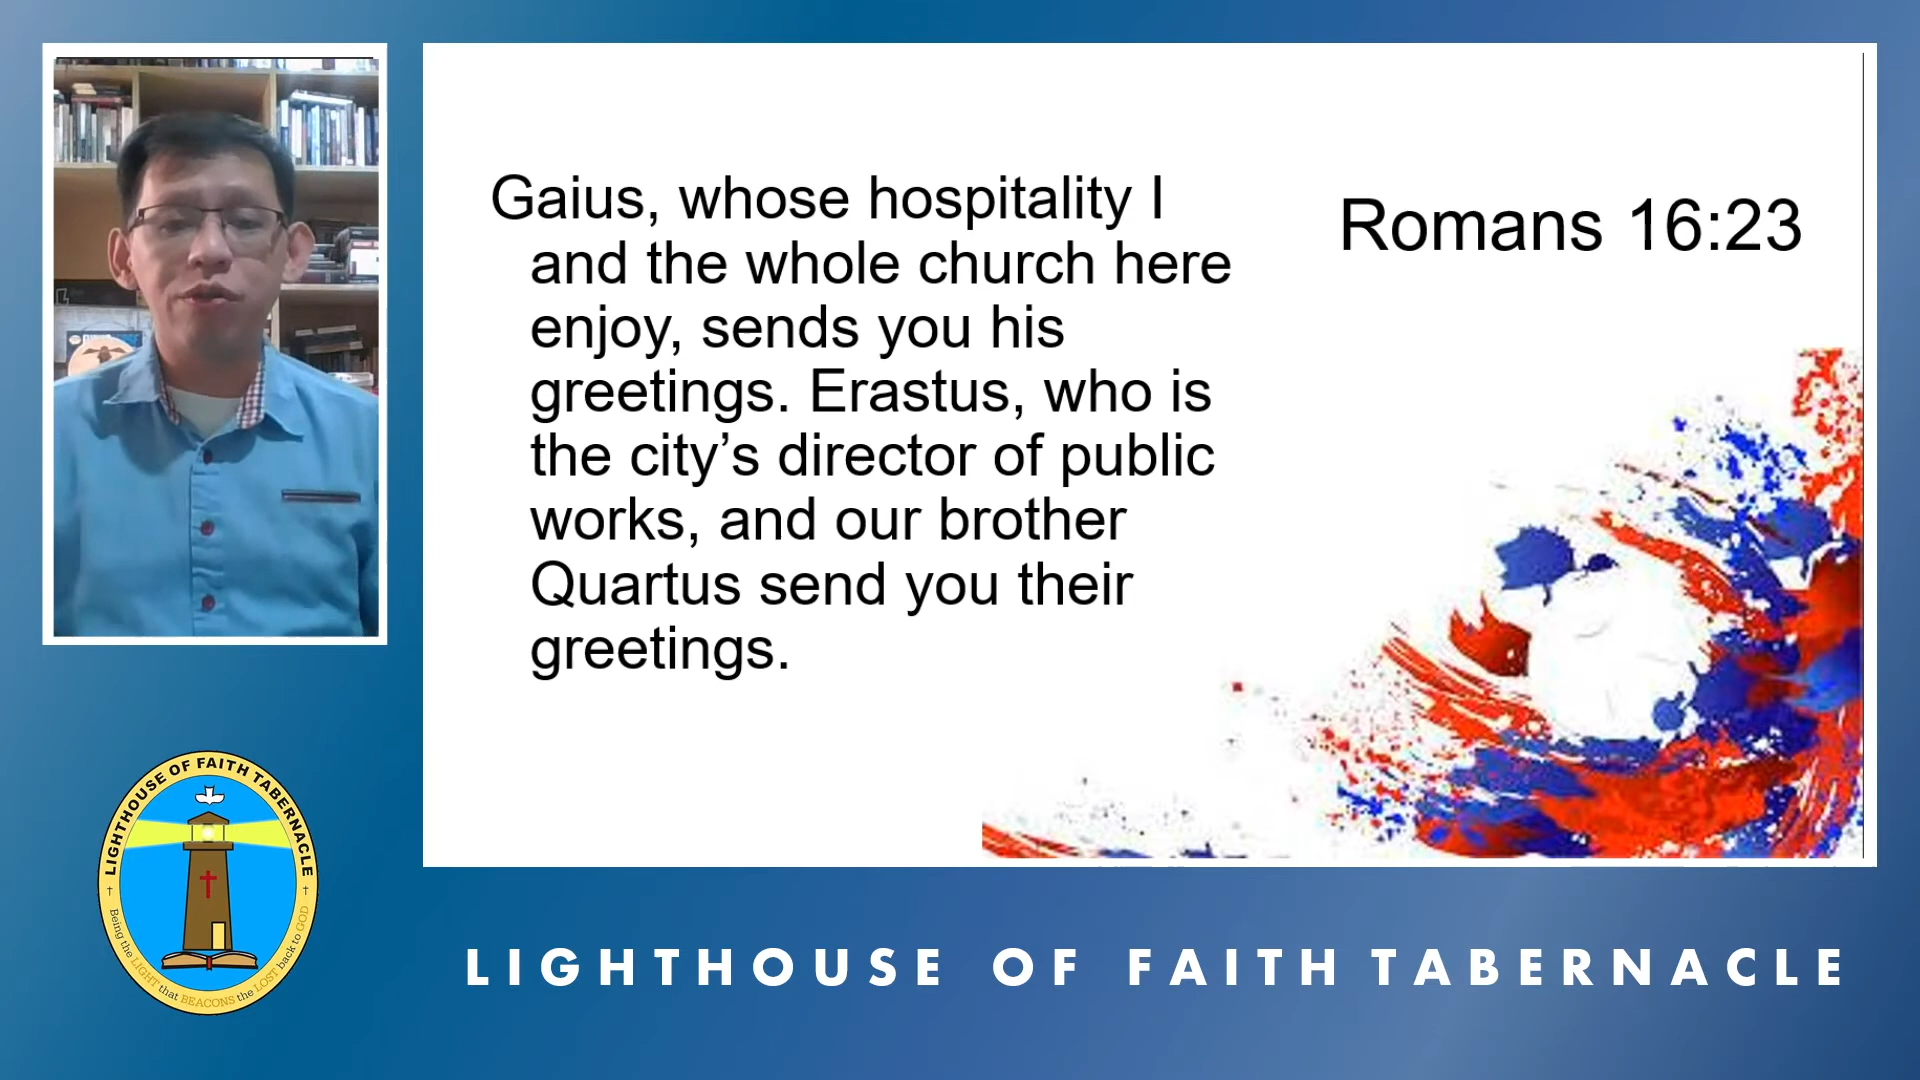 Gaius, whose hospitality I
and the whole church here
enjoy, sends you his
greetings. Erastus, who is
the city’s director of public
works, and our brother
Quartus send you their
greetings.
Romans 16:23
LIGHTHOUSE OF FAITH TABERNACLE
Being the LIGHT that BEACONS the LOST back to GOD
LIGHTHOUSE OF FAITH TABERNACLE